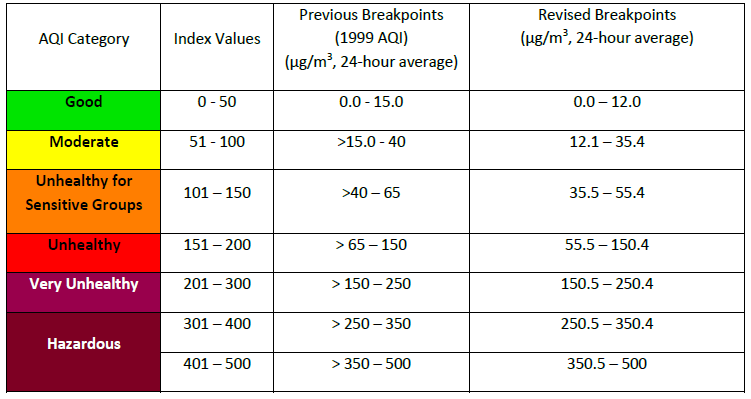 AQI Category Index Values Previous Breakpoints (1999 AQI) (µg/m³, 24-hour average) Revised Breakpoints (µg/m³, 24-hour average)
Good 0 - 50 0.0 - 15.0 0.0 – 12.0
Moderate 51 - 100 >15.0 - 40 12.1 – 35.4
Unhealthy for Sensitive Groups 101 – 150 >40 – 65 35.5 – 55.4
Unhealthy 151 – 200 > 65 – 150 55.5 – 150.4
Very Unhealthy 201 – 300 > 150 – 250 150.5 – 250.4
Hazardous 301 – 400 > 250 – 350 250.5 – 350.4
401 – 500 > 350 – 500 350.5 – 500